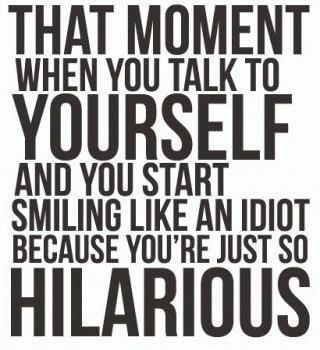 THAT MOMENT
WHEN YOU TALK TO
YOURSELF
AND YOU START
SMILING LIKE AN IDIOT
BECAUSE YOU'RE JUST SO
HILARIOUS